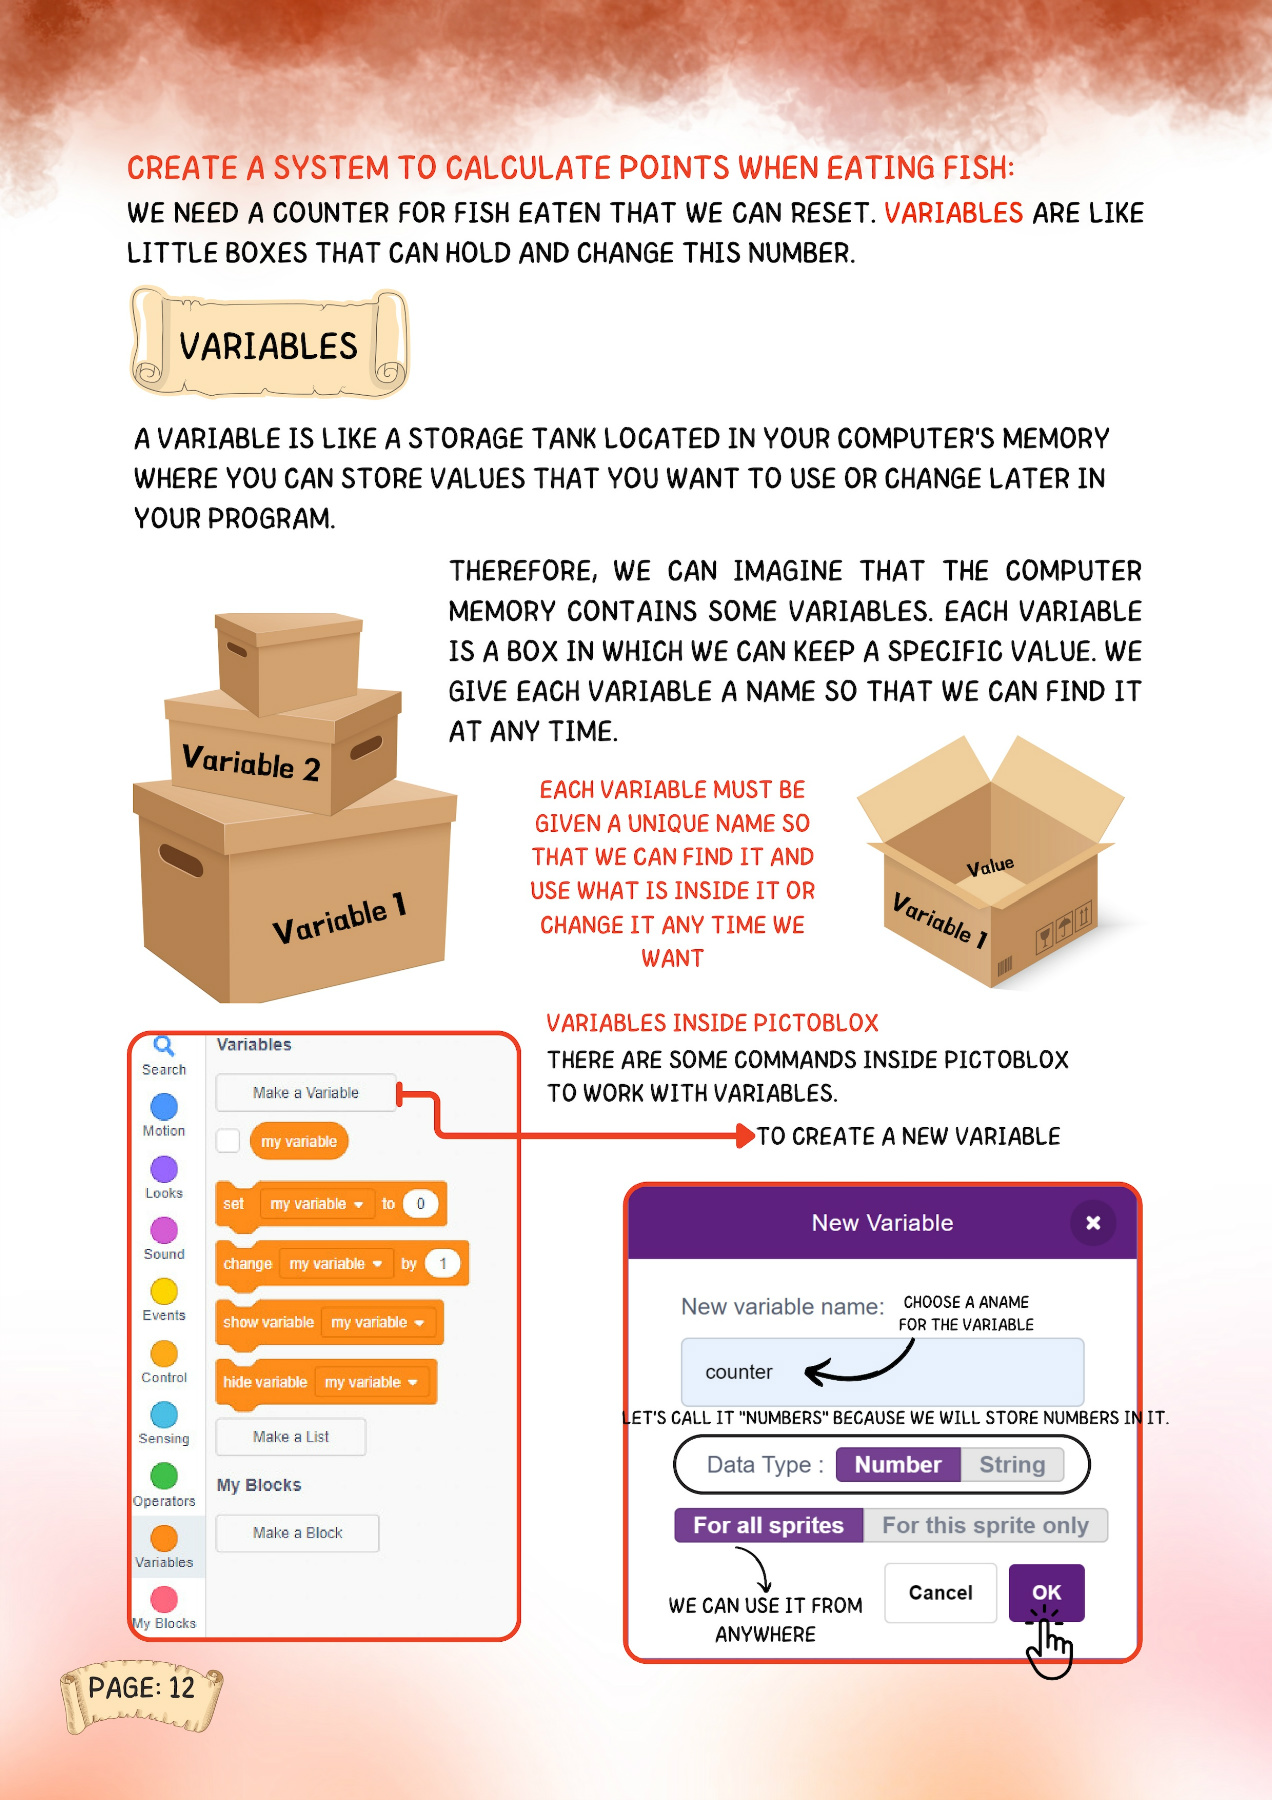 CREATE A SYSTEM TO CALCULATE POINTS WHEN EATING FISH:
WE NEED A COUNTER FOR FISH EATEN THAT WE CAN RESET. VARIABLES ARE LIKE
LITTLE BOXES THAT CAN HOLD AND CHANGE THIS NUMBER.
VARIABLES
A VARIABLE IS LIKE A STORAGE TANK LOCATED IN YOUR COMPUTER'S MEMORY
WHERE YOU CAN STORE VALUES THAT YOU WANT TO USE OR CHANGE LATER IN
YOUR PROGRAM.
THEREFORE, WE CAN IMAGINE THAT THE COMPUTER
MEMORY CONTAINS SOME VARIABLES. EACH VARIABLE
IS A BOX IN WHICH WE CAN KEEP A SPECIFIC VALUE. WE
GIVE EACH VARIABLE A NAME SO THAT WE CAN FIND IT
AT ANY TIME.
Variable 2
Variable 1
EACH VARIABLE MUST BE
GIVEN A UNIQUE NAME SO
THAT WE CAN FIND IT AND
USE WHAT IS INSIDE IT OR
CHANGE IT ANY TIME WE
WANT
Value
Variable 1
VARIABLES INSIDE PICTOBLOX
THERE ARE SOME COMMANDS INSIDE PICTOBLOX
TO WORK WITH VARIABLES.
TO CREATE A NEW VARIABLE
Search
Motion
Looks
Sound
Events
Control
Sensing
Operators
Variables
My Blocks
Variables
Make a Variable
my variable
set my variable to 0
change my variable by 1
show variable my variable
hide variable my variable
Make a List
My Blocks
Make a Block
New Variable
New variable name:
CHOOSE A ANAME
FOR THE VARIABLE
counter
LET'S CALL IT "NUMBERS" BECAUSE WE WILL STORE NUMBERS IN IT.
Data Type : Number String
For all sprites For this sprite only
WE CAN USE IT FROM
ANYWHERE
Cancel OK
PAGE: 12